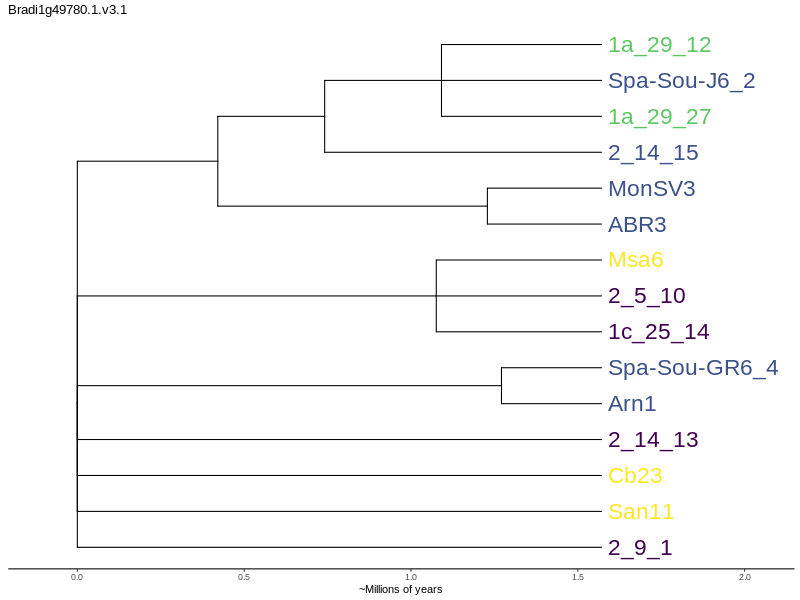 Bradi1g49780.1.v3.1
1a_29_12
Spa-Sou-J6_2
1a_29_27
2_14_15
MonSV3
ABR3
Msa6
2_5_10
1c_25_14
Spa-Sou-GR6_4
Arn1
2_14_13
Cb23
San11
2_9_1
0.0 0.5 1.0 1.5 2.0
~Millions of years